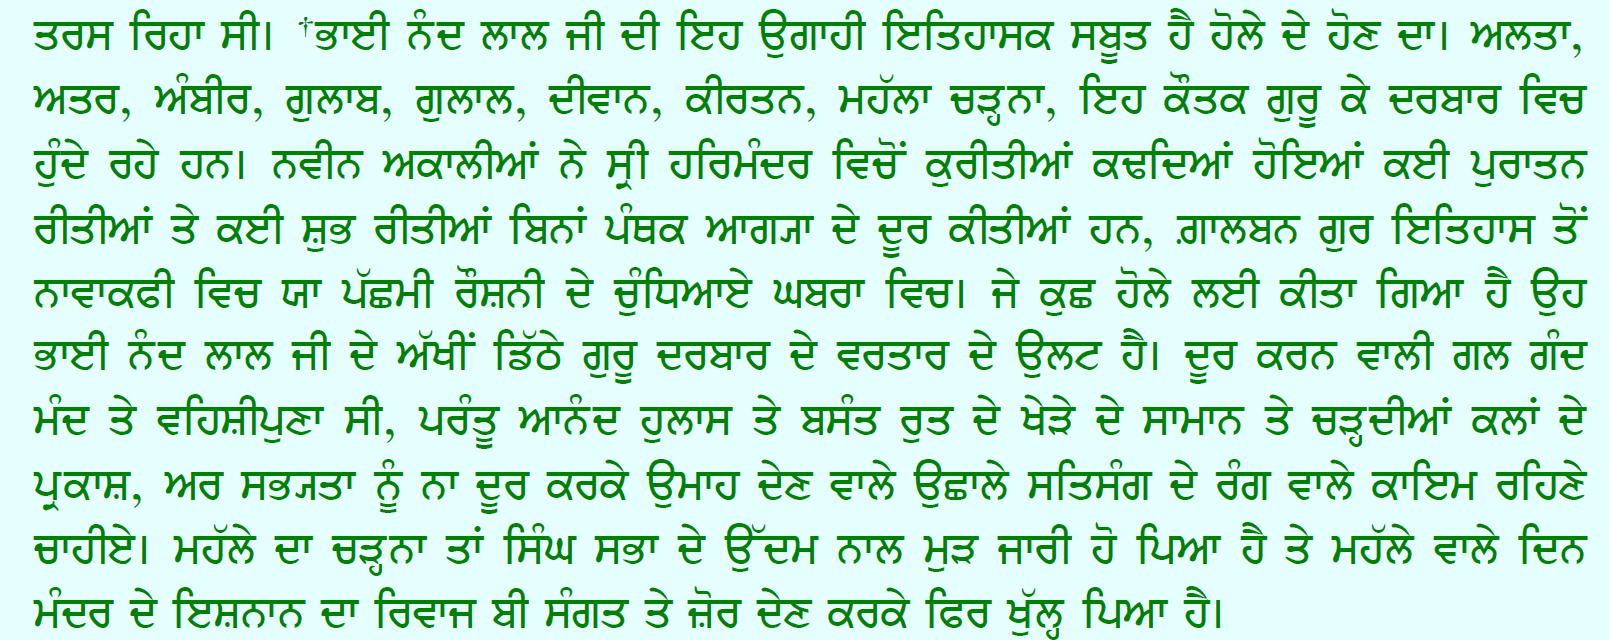 ਤਰਸ ਰਿਹਾ ਸੀ। †ਭਾਈ ਨੰਦ ਲਾਲ ਜੀ ਦੀ ਇਹ ਉਗਾਹੀ ਇਤਿਹਾਸਕ ਸਬੂਤ ਹੈ ਹੋਲੇ ਦੇ ਹੋਣ ਦਾ। ਅਲਤਾ,
ਅਤਰ, ਅੰਬੀਰ, ਗੁਲਾਬ, ਗੁਲਾਲ, ਦੀਵਾਨ, ਕੀਰਤਨ, ਮਹੱਲਾ ਚੜ੍ਹਨਾ, ਇਹ ਕੌਤਕ ਗੁਰੂ ਕੇ ਦਰਬਾਰ ਵਿਚ
ਹੁੰਦੇ ਰਹੇ ਹਨ। ਨਵੀਨ ਅਕਾਲੀਆਂ ਨੇ ਸ੍ਰੀ ਹਰਿਮੰਦਰ ਵਿਚੋਂ ਕੁਰੀਤੀਆਂ ਕਢਦਿਆਂ ਹੋਇਆਂ ਕਈ ਪੁਰਾਤਨ
ਰੀਤੀਆਂ ਤੇ ਕਈ ਸ਼ੁਭ ਰੀਤੀਆਂ ਬਿਨਾਂ ਪੰਥਕ ਆਗਯਾ ਦੇ ਦੂਰ ਕੀਤੀਆਂ ਹਨ, ਗ਼ਾਲਬਨ ਗੁਰ ਇਤਿਹਾਸ ਤੋਂ
ਨਾਵਾਕਫੀ ਵਿਚ ਯਾ ਪੱਛਮੀ ਰੌਸ਼ਨੀ ਦੇ ਚੁੰਧਿਆਏ ਘਬਰਾ ਵਿਚ। ਜੇ ਕੁਛ ਹੋਲੇ ਲਈ ਕੀਤਾ ਗਿਆ ਹੈ ਉਹ
ਭਾਈ ਨੰਦ ਲਾਲ ਜੀ ਦੇ ਅੱਖੀਂ ਡਿੱਠੇ ਗੁਰੂ ਦਰਬਾਰ ਦੇ ਵਰਤਾਰ ਦੇ ਉਲਟ ਹੈ। ਦੂਰ ਕਰਨ ਵਾਲੀ ਗਲ ਗੰਦ
ਮੰਦ ਤੇ ਵਹਿਸ਼ੀਪੁਣਾ ਸੀ, ਪਰੰਤੂ ਆਨੰਦ ਹੁਲਾਸ ਤੇ ਬਸੰਤ ਰੁਤ ਦੇ ਖੇੜੇ ਦੇ ਸਾਮਾਨ ਤੇ ਚੜ੍ਹਦੀਆਂ ਕਲਾਂ ਦੇ
ਪ੍ਰਕਾਸ਼, ਅਰ ਸਭ੍ਯਤਾ ਨੂੰ ਨਾ ਦੂਰ ਕਰਕੇ ਉਮਾਹ ਦੇਣ ਵਾਲੇ ਉਛਾਲੇ ਸਤਿਸੰਗ ਦੇ ਰੰਗ ਵਾਲੇ ਕਾਇਮ ਰਹਿਣੇ
ਚਾਹੀਏ। ਮਹੱਲੇ ਦਾ ਚੜ੍ਹਨਾ ਤਾਂ ਸਿੰਘ ਸਭਾ ਦੇ ਉੱਦਮ ਨਾਲ ਮੁੜ ਜਾਰੀ ਹੋ ਪਿਆ ਹੈ ਤੇ ਮਹੱਲੇ ਵਾਲੇ ਦਿਨ
ਮੰਦਰ ਦੇ ਇਸ਼ਨਾਨ ਦਾ ਰਿਵਾਜ ਬੀ ਸੰਗਤ ਤੇ ਜ਼ੋਰ ਦੇਣ ਕਰਕੇ ਫਿਰ ਖੁੱਲ੍ਹ ਪਿਆ ਹੈ।